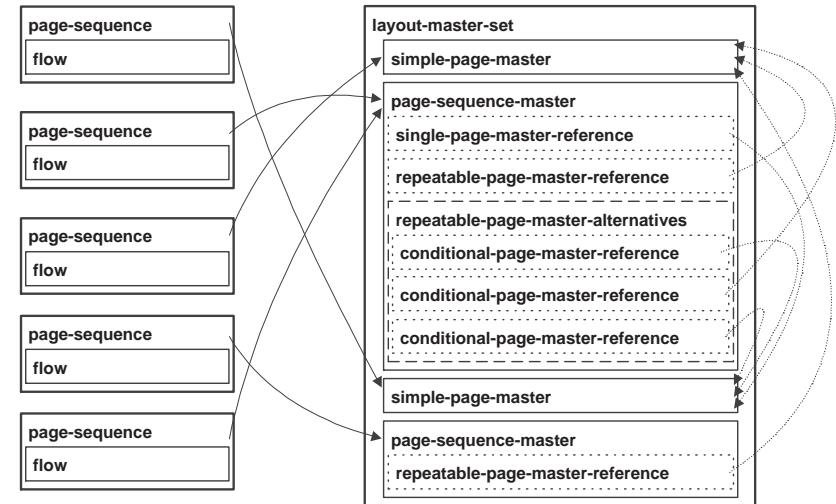 page-sequence
flow
page-sequence
flow
page-sequence
flow
page-sequence
flow
page-sequence
flow
layout-master-set
simple-page-master
page-sequence-master
single-page-master-reference
repeatable-page-master-reference
repeatable-page-master-alternatives
conditional-page-master-reference
conditional-page-master-reference
conditional-page-master-reference
simple-page-master
page-sequence-master
repeatable-page-master-reference